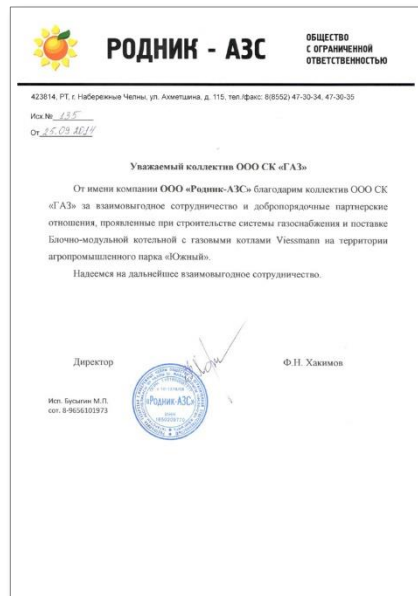 РОДНИК - АЗС
ОБЩЕСТВО
С ОГРАНИЧЕННОЙ
ОТВЕТСТВЕННОСТЬЮ
423814, РТ, г. Набережные Челны, ул. Ахметшина, д. 115, тел./факс: 8(8552) 47-30-34, 47-30-35
Исх.№ 135
От 25.09.2014
Уважаемый коллектив ООО СК «ГАЗ»
От имени компании ООО «Родник-АЗС» благодарим коллектив ООО СК
«ГАЗ» за взаимовыгодное сотрудничество и добропорядочные партнерские
отношения, проявленные при строительстве системы газоснабжения и поставке
Блочно-модульной котельной с газовыми котлами Viessmann на территории
агропромышленного парка «Южный».
Надеемся на дальнейшее взаимовыгодное сотрудничество.
Директор
Ф.Н. Хакимов
«Родник-АЗС»
Исп. Бусыгин М.П.
сот. 8-9656101973